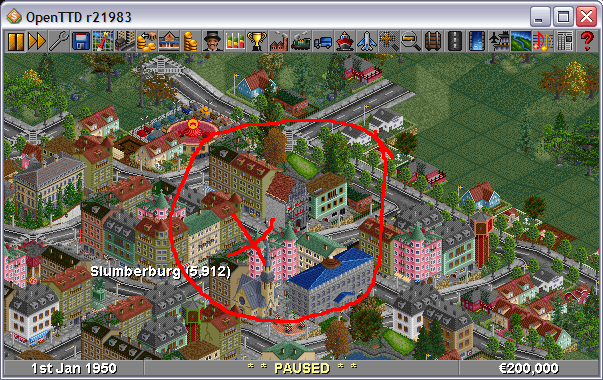 OpenTTD r21983
Slumberburg (5,912)
1st Jan 1950
* * PAUSED * *
€200,000